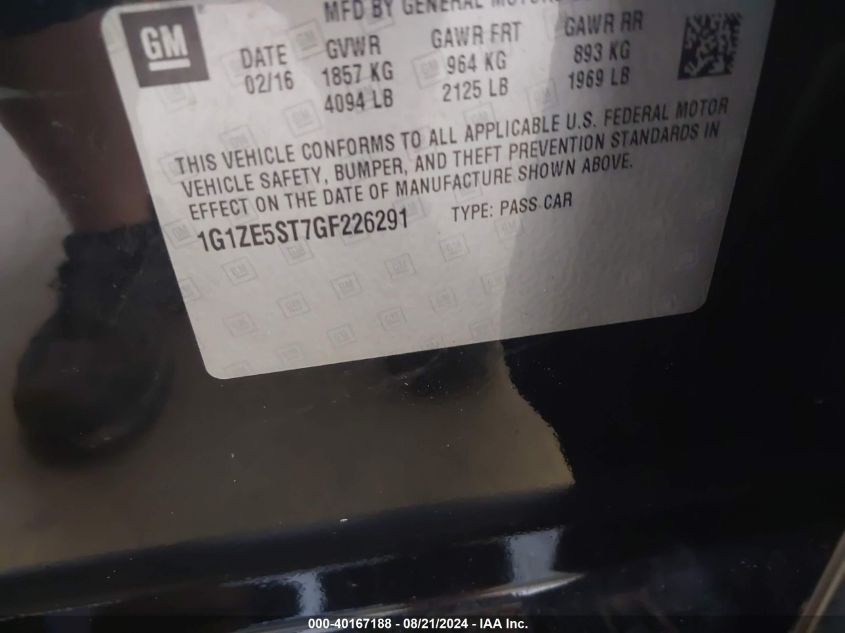 MFD BY GENERAL MOTORS
GM
DATE GVWR GAWR FRT GAWR RR
02/16 1857 KG 964 KG 893 KG
4094 LB 2125 LB 1969 LB
THIS VEHICLE CONFORMS TO ALL APPLICABLE U.S. FEDERAL MOTOR
VEHICLE SAFETY, BUMPER, AND THEFT PREVENTION STANDARDS IN
EFFECT ON THE DATE OF MANUFACTURE SHOWN ABOVE.
1G1ZE5ST7GF226291 TYPE: PASS CAR
000-40167188 - 08/21/2024 - IAA Inc.